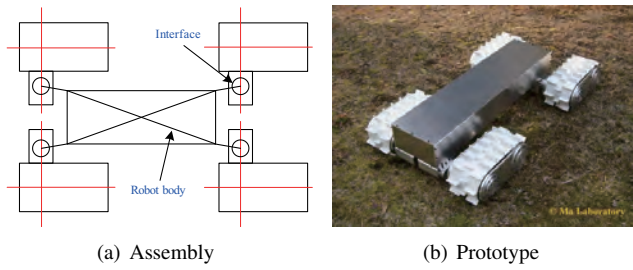 Interface
Robot body
© Ma Laboratory
(a) Assembly
(b) Prototype